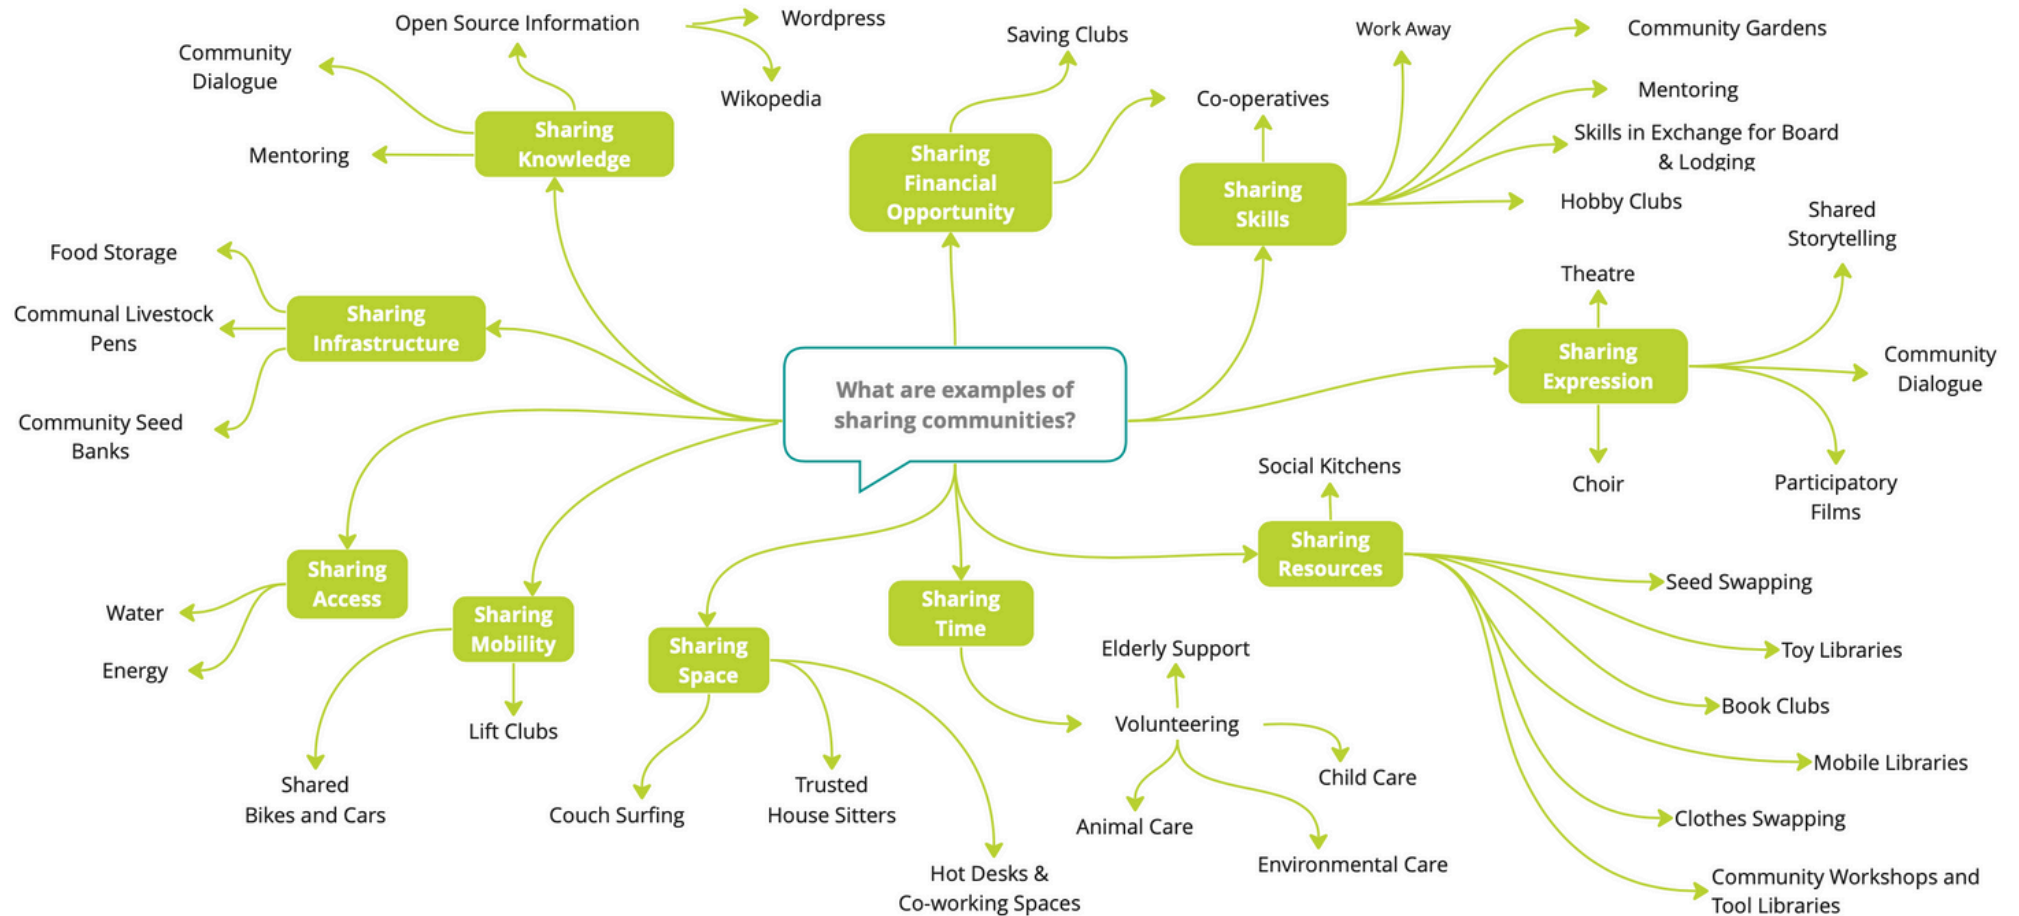 What are examples of
sharing communities?
Sharing
Knowledge
Open Source Information
Wordpress
Wikopedia
Community
Dialogue
Mentoring
Sharing
Financial
Opportunity
Saving Clubs
Co-operatives
Sharing
Skills
Work Away
Community Gardens
Mentoring
Skills in Exchange for Board
& Lodging
Hobby Clubs
Sharing
Expression
Theatre
Shared
Storytelling
Community
Dialogue
Participatory
Films
Choir
Sharing
Resources
Social Kitchens
Seed Swapping
Toy Libraries
Book Clubs
Mobile Libraries
Clothes Swapping
Community Workshops and
Tool Libraries
Sharing
Time
Volunteering
Elderly Support
Child Care
Environmental Care
Animal Care
Sharing
Space
Couch Surfing
Trusted
House Sitters
Hot Desks &
Co-working Spaces
Sharing
Mobility
Lift Clubs
Shared
Bikes and Cars
Sharing
Access
Water
Energy
Sharing
Infrastructure
Food Storage
Communal Livestock
Pens
Community Seed
Banks